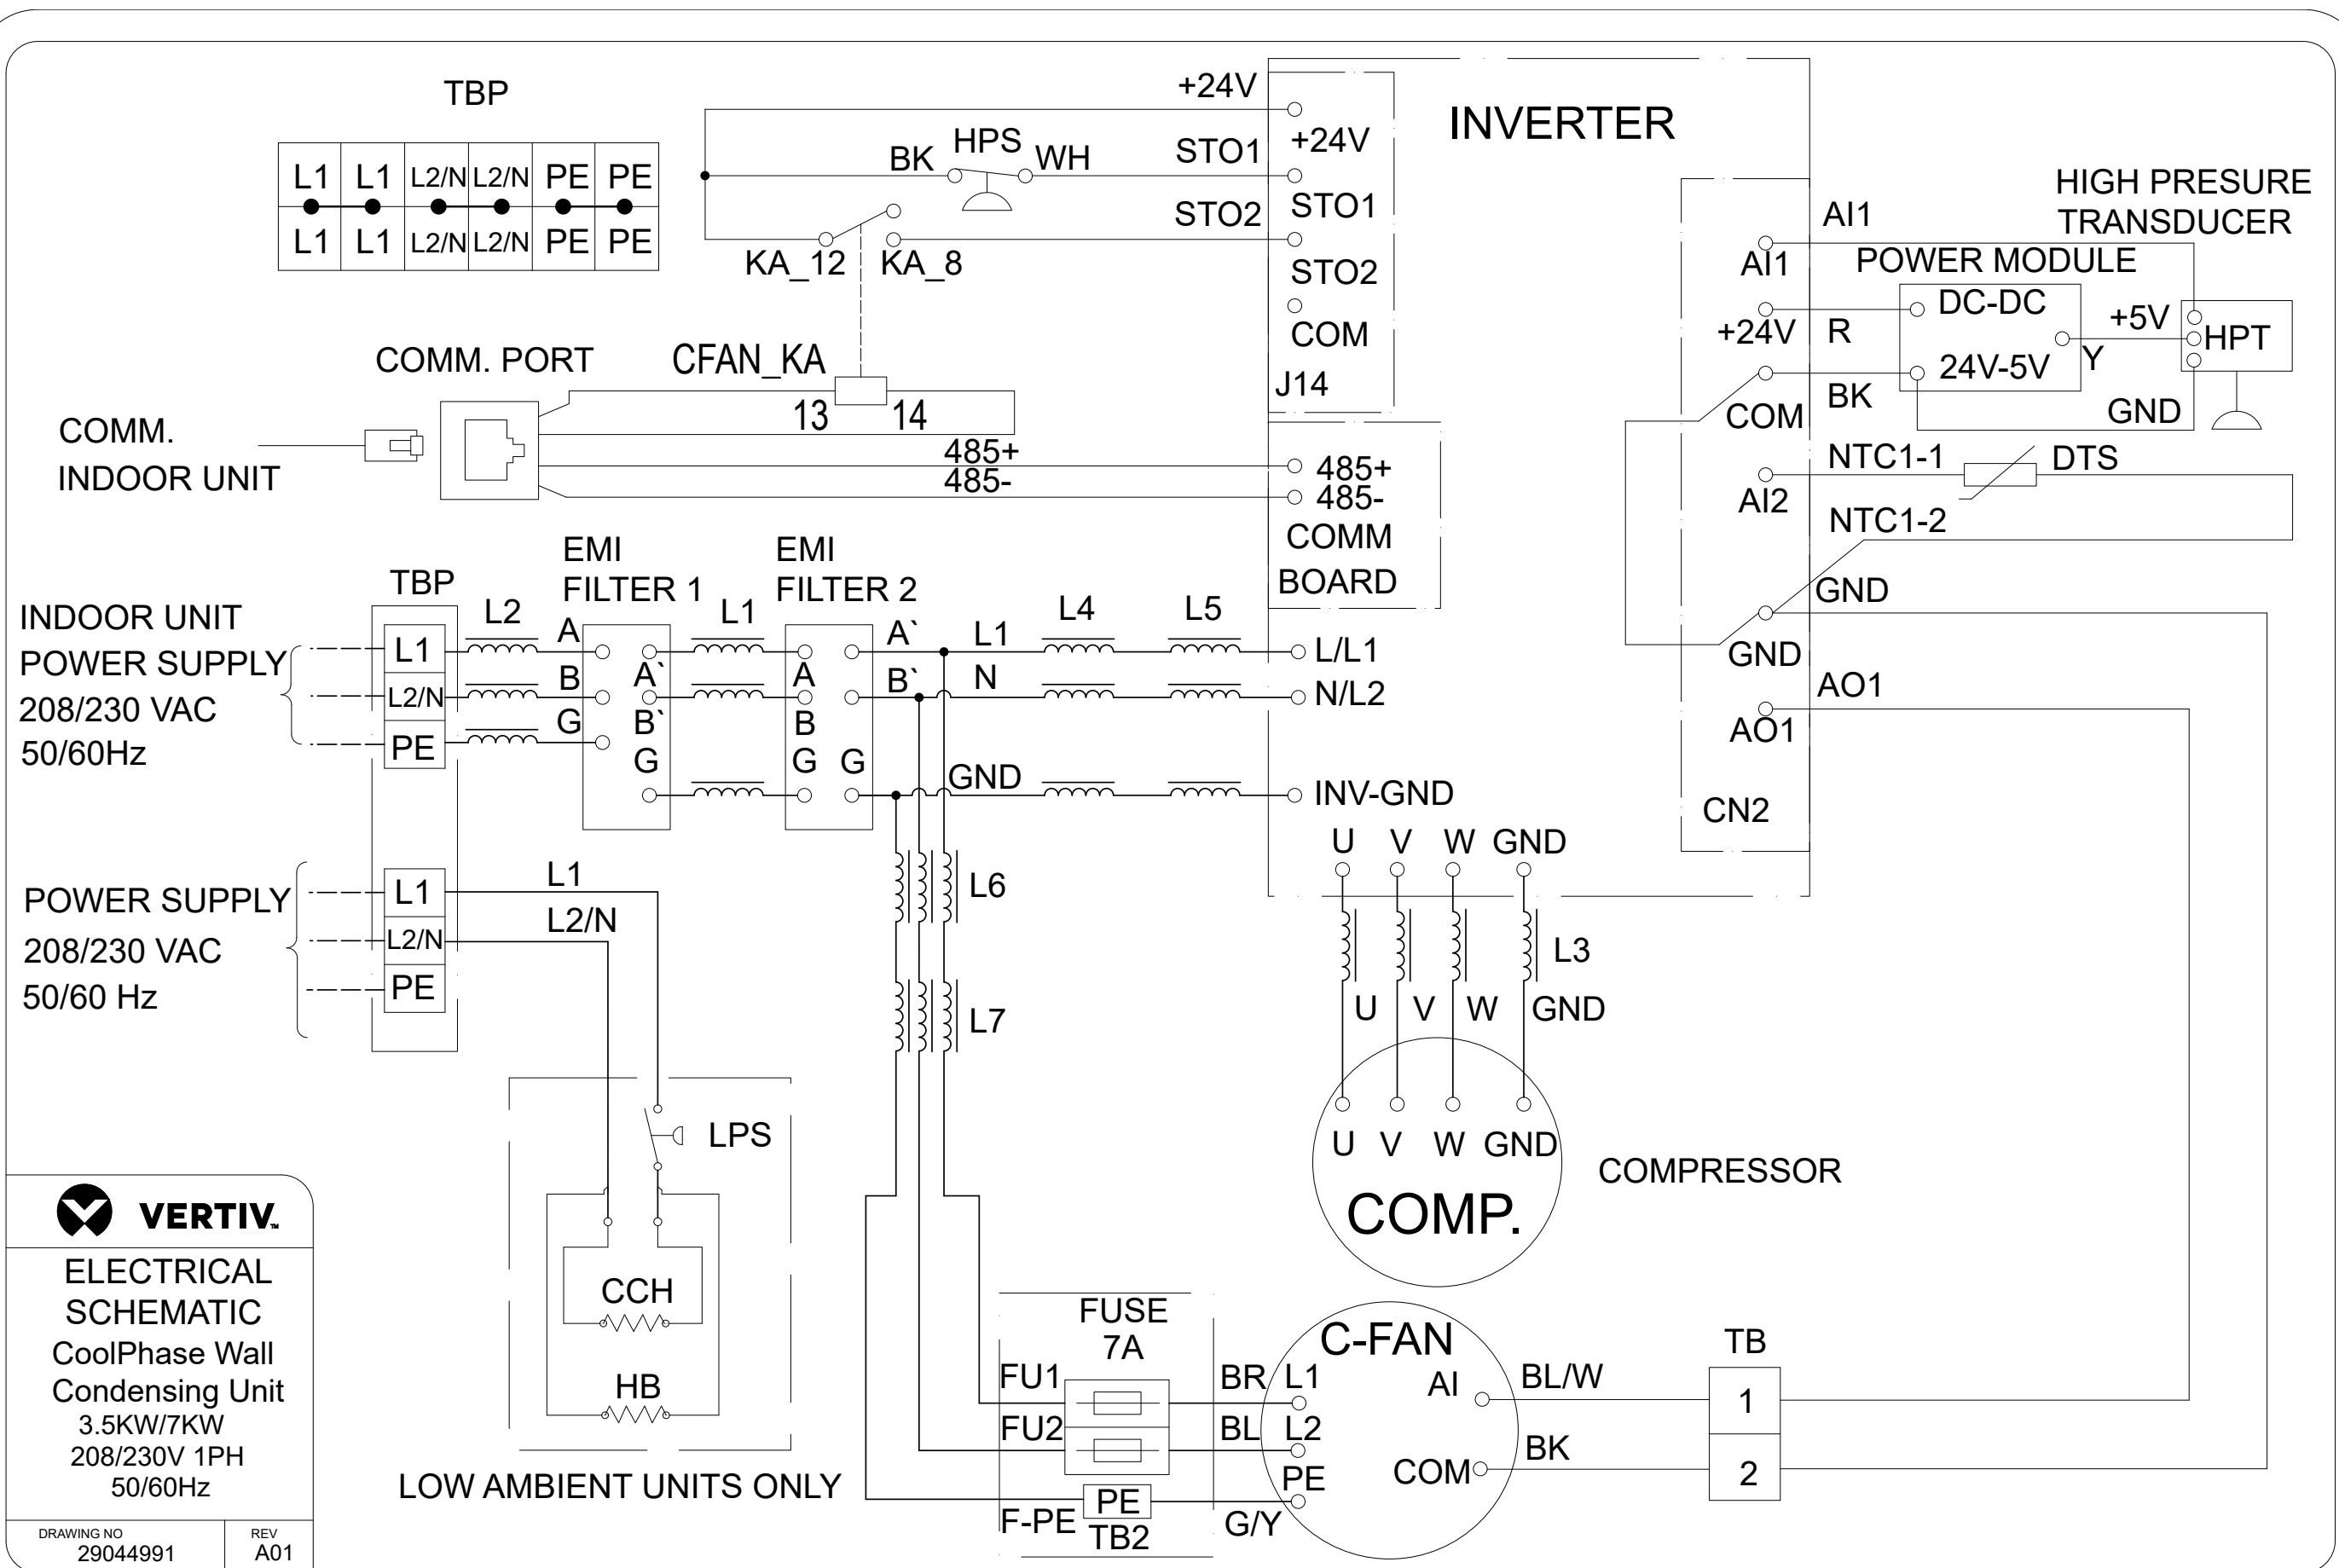 TBP
L1 L1 L2/N L2/N PE PE
L1 L1 L2/N L2/N PE PE
+24V
BK HPS WH STO1
STO2
KA_12 KA_8
+24V
STO1
STO2
COM
J14
INVERTER
HIGH PRESURE
TRANSDUCER
AI1
AI1
POWER MODULE
DC-DC
24V-5V
+24V R
+5V
Y
HPT
COM BK
GND
NTC1-1 DTS
AI2
NTC1-2
GND
GND
AO1
AO1
CN2
COMM. PORT CFAN_KA
13 14
COMM.
INDOOR UNIT
485+
485-
485+
485-
COMM
BOARD
INDOOR UNIT
POWER SUPPLY
208/230 VAC
50/60Hz
TBP
L1
L2/N
PE
L2
EMI
FILTER 1
A
B
G
A`
B`
G
L1
EMI
FILTER 2
A
B
G
A`
B`
G
L1
N
GND
L4 L5
L/L1
N/L2
INV-GND
U V W GND
L3
U V W GND
U V W GND
COMP.
COMPRESSOR
POWER SUPPLY
208/230 VAC
50/60 Hz
L1
L2/N
PE
L1
L2/N
L6
L7
LPS
CCH
HB
LOW AMBIENT UNITS ONLY
FUSE
7A
FU1
FU2
F-PE
PE
TB2
BR
BL
G/Y
C-FAN
L1
L2
PE
AI
COM
BL/W
BK
TB
1
2
VERTIV™
ELECTRICAL
SCHEMATIC
CoolPhase Wall
Condensing Unit
3.5KW/7KW
208/230V 1PH
50/60Hz
DRAWING NO
29044991
REV
A01